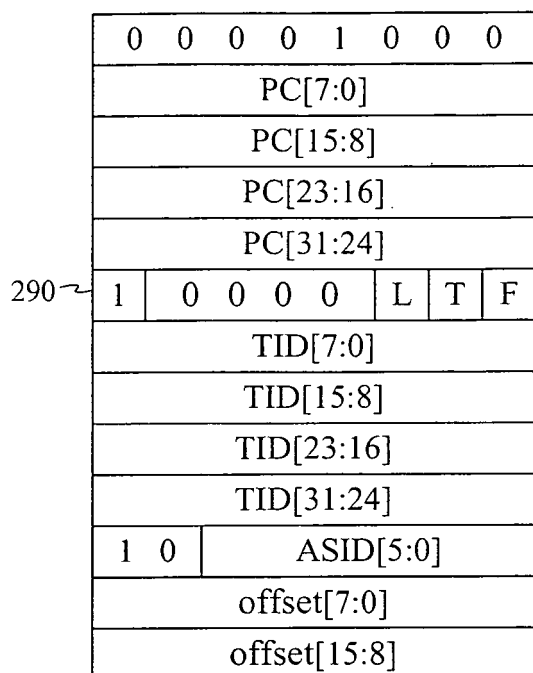 0 0 0 0 1 0 0 0
PC[7:0]
PC[15:8]
PC[23:16]
PC[31:24]
290 1 0 0 0 0 L T F
TID[7:0]
TID[15:8]
TID[23:16]
TID[31:24]
1 0 ASID[5:0]
offset[7:0]
offset[15:8]